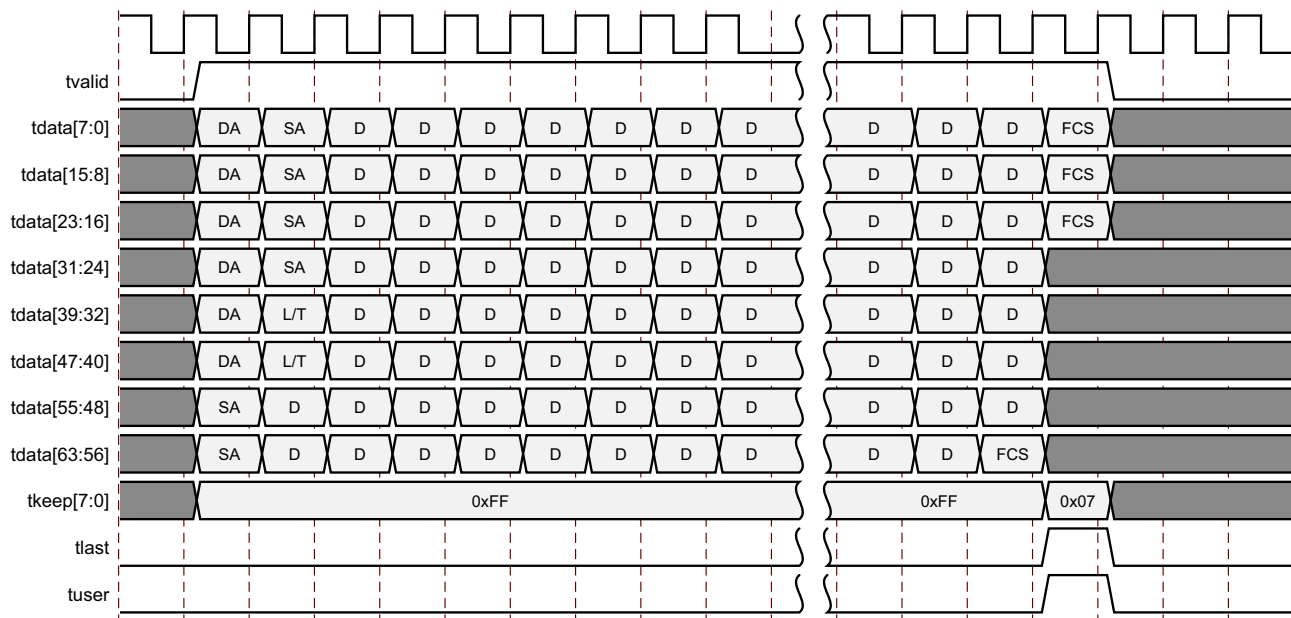 tvalid
tdata[7:0] DA SA D D D D D D D D D D FCS
tdata[15:8] DA SA D D D D D D D D D D FCS
tdata[23:16] DA SA D D D D D D D D D D FCS
tdata[31:24] DA SA D D D D D D D D D D
tdata[39:32] DA L/T D D D D D D D D D D
tdata[47:40] DA L/T D D D D D D D D D D
tdata[55:48] SA D D D D D D D D D D D
tdata[63:56] SA D D D D D D D D D D FCS
tkeep[7:0] 0xFF 0xFF 0x07
tlast
tuser